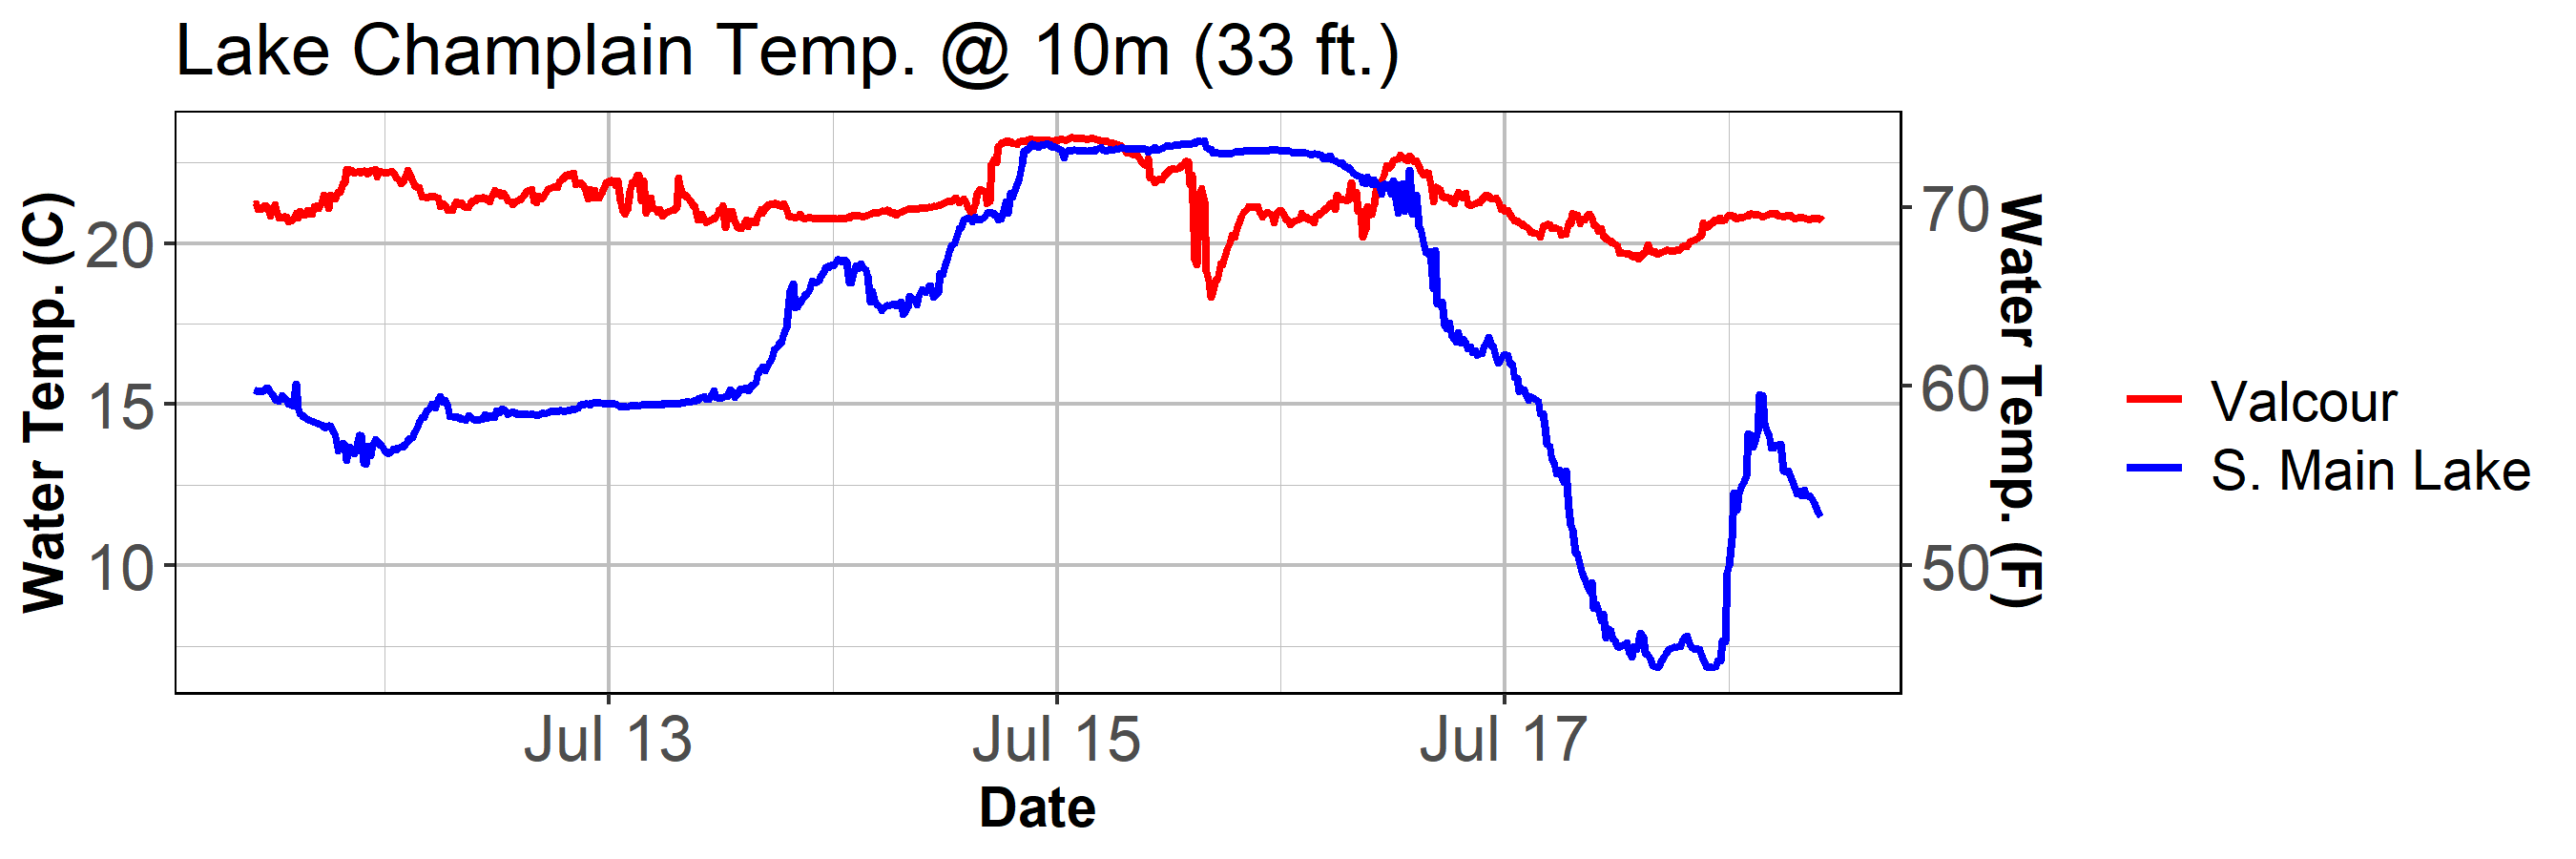 Lake Champlain Temp. @ 10m (33 ft.)
Water Temp. (C)
20
15
10
70
60
50
Water Temp. (F)
Jul 13
Jul 15
Jul 17
Date
Valcour
S. Main Lake